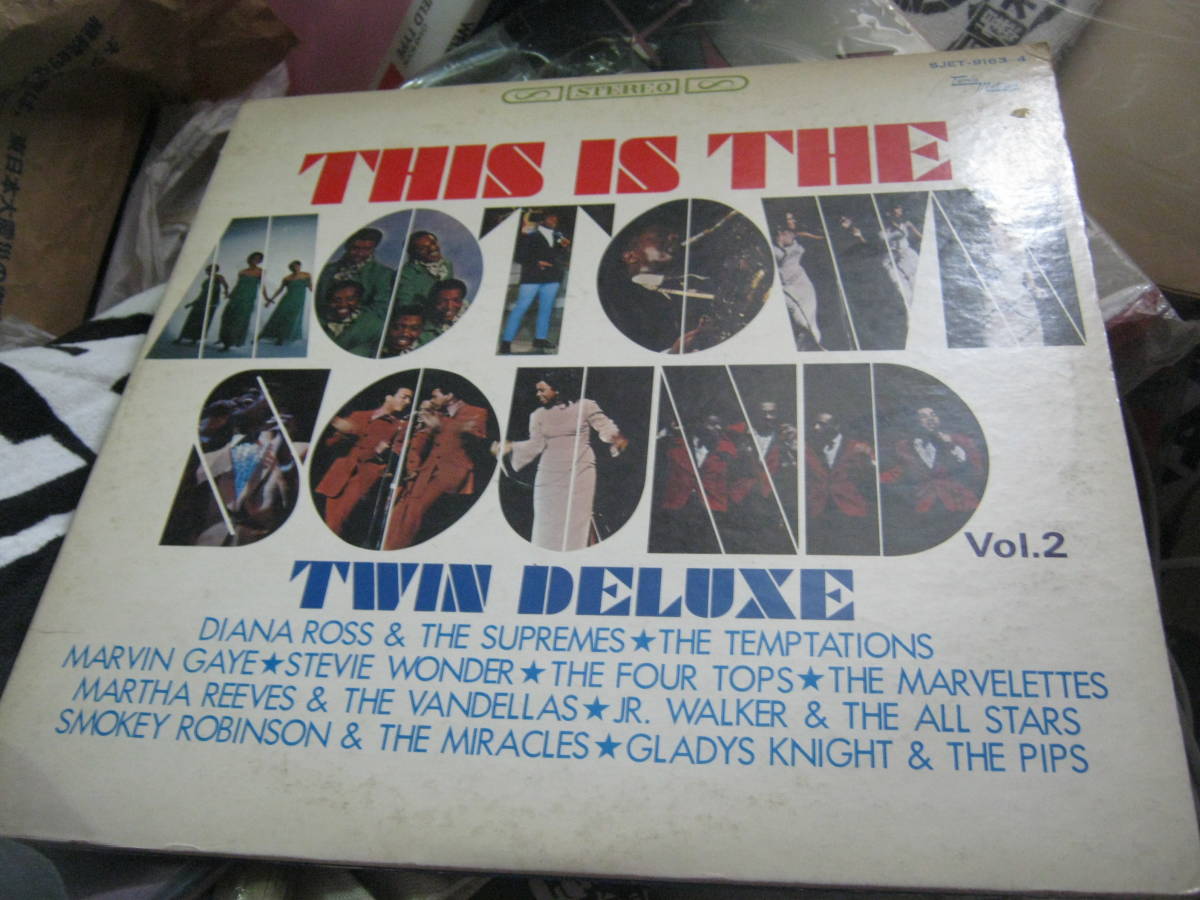 STEREO
SJET-9163-4
THIS IS THE
MOTOWN
SOUND
Vol.2
TWIN DELUXE
DIANA ROSS & THE SUPREMES★THE TEMPTATIONS
MARVIN GAYE★STEVIE WONDER★THE FOUR TOPS★THE MARVELETTES
MARTHA REEVES & THE VANDELLAS★JR. WALKER & THE ALL STARS
SMOKEY ROBINSON & THE MIRACLES★GLADYS KNIGHT & THE PIPS